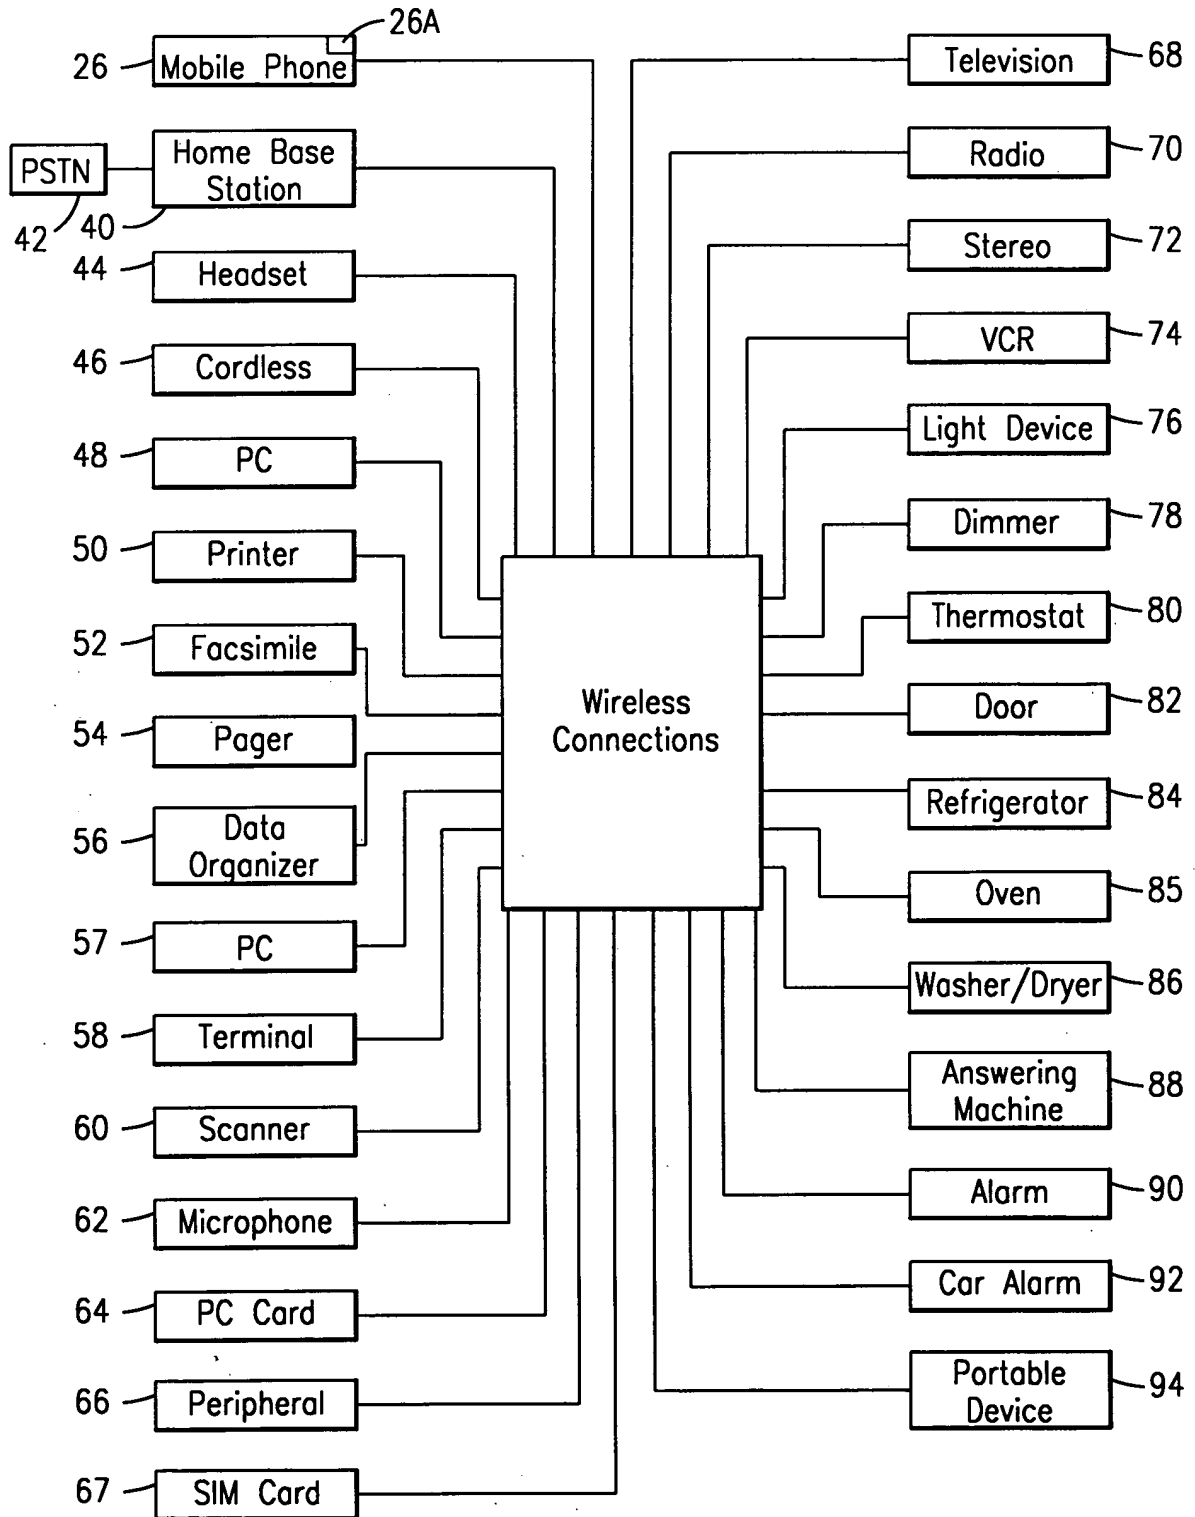 26A
26
Mobile Phone
PSTN
42
Home Base
Station
40
44
Headset
46
Cordless
48
PC
50
Printer
52
Facsimile
54
Pager
56
Data
Organizer
57
PC
58
Terminal
60
Scanner
62
Microphone
64
PC Card
66
Peripheral
67
SIM Card
Wireless
Connections
Television
68
Radio
70
Stereo
72
VCR
74
Light Device
76
Dimmer
78
Thermostat
80
Door
82
Refrigerator
84
Oven
85
Washer/Dryer
86
Answering
Machine
88
Alarm
90
Car Alarm
92
Portable
Device
94